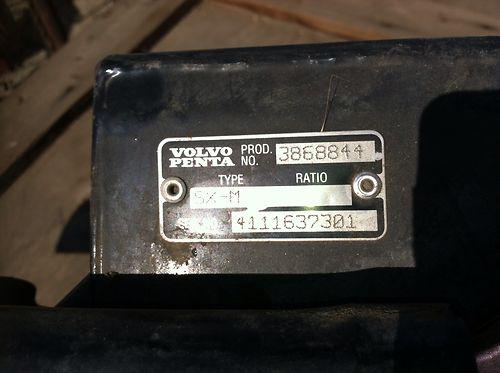 VOLVO PENTA PROD. NO. 3868844
TYPE RATIO
SX-M
4111637301